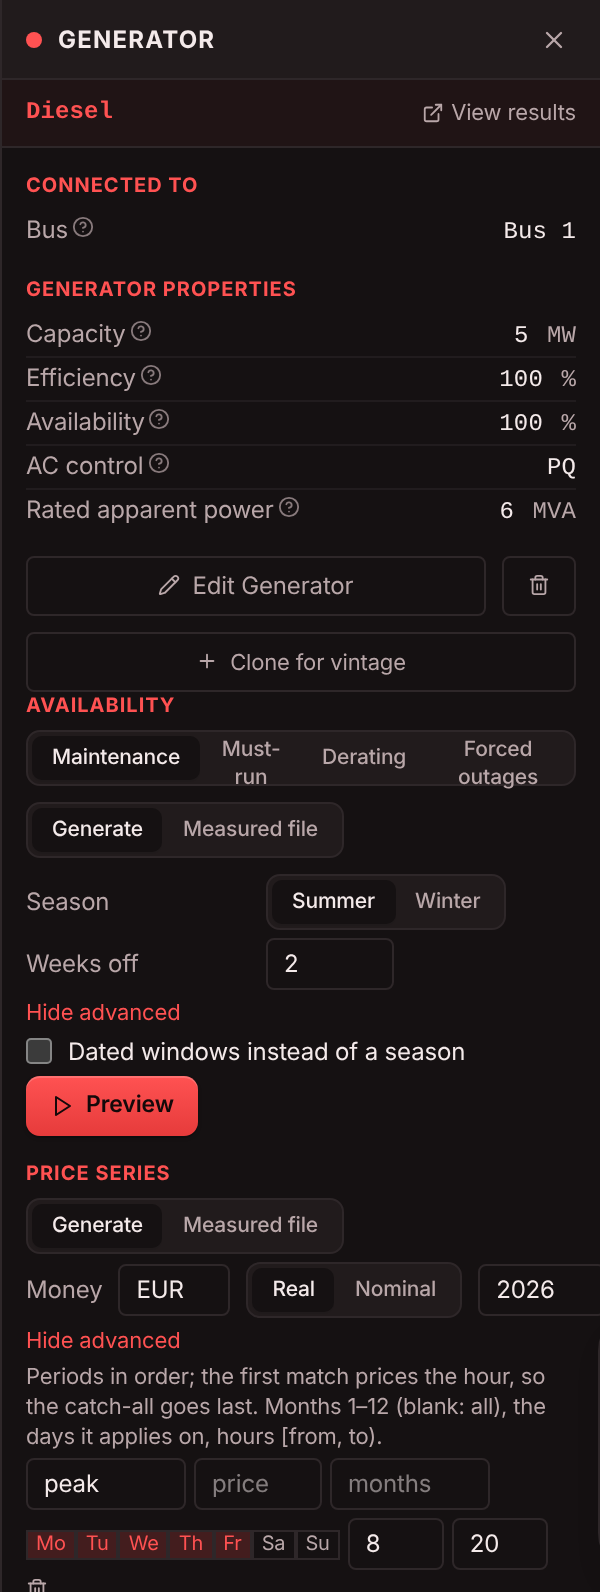 GENERATOR
Diesel View results
CONNECTED TO
Bus Bus 1
GENERATOR PROPERTIES
Capacity 5 MW
Efficiency 100 %
Availability 100 %
AC control PQ
Rated apparent power 6 MVA
Edit Generator
+ Clone for vintage
AVAILABILITY
Maintenance Must-run Derating Forced outages
Generate Measured file
Season Summer Winter
Weeks off 2
Hide advanced
Dated windows instead of a season
Preview
PRICE SERIES
Generate Measured file
Money EUR Real Nominal 2026
Hide advanced
Periods in order; the first match prices the hour, so
the catch-all goes last. Months 1–12 (blank: all), the
days it applies on, hours [from, to).
peak price months
Mo Tu We Th Fr Sa Su 8 20